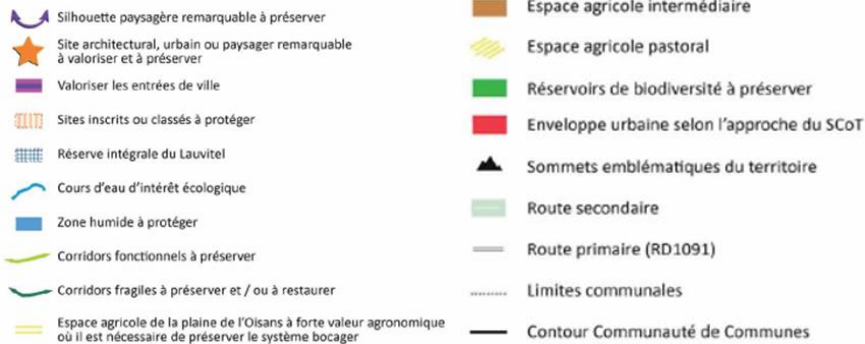 Silhouette paysagère remarquable à préserver
Site architectural, urbain ou paysager remarquable
à valoriser et à préserver
Valoriser les entrées de ville
Sites inscrits ou classés à protéger
Réserve intégrale du Lauvitel
Cours d'eau d'intérêt écologique
Zone humide à protéger
Corridors fonctionnels à préserver
Corridors fragiles à préserver et / ou à restaurer
Espace agricole de la plaine de l'Oisans à forte valeur agronomique
où il est nécessaire de préserver le système bocager
Espace agricole intermédiaire
Espace agricole pastoral
Réservoirs de biodiversité à préserver
Enveloppe urbaine selon l'approche du SCoT
Sommets emblématiques du territoire
Route secondaire
Route primaire (RD1091)
Limites communales
Contour Communauté de Communes